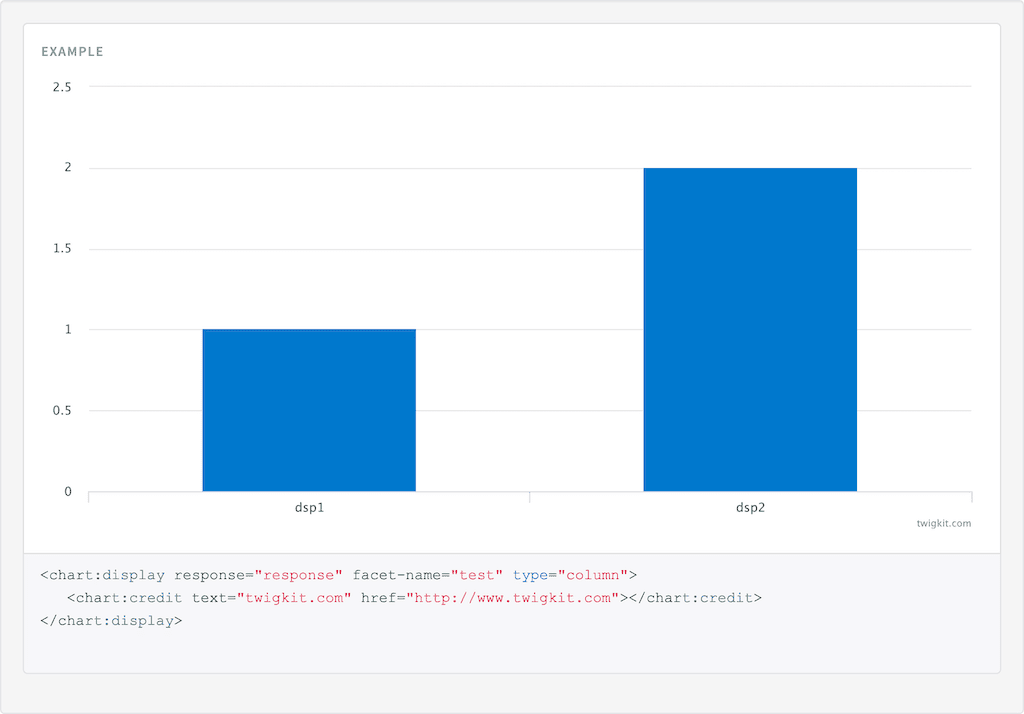 EXAMPLE
2.5
2
1.5
1
0.5
0
dsp1 dsp2
twigkit.com
<chart:display response="response" facet-name="test" type="column">
<chart:credit text="twigkit.com" href="http://www.twigkit.com"></chart:credit>
</chart:display>